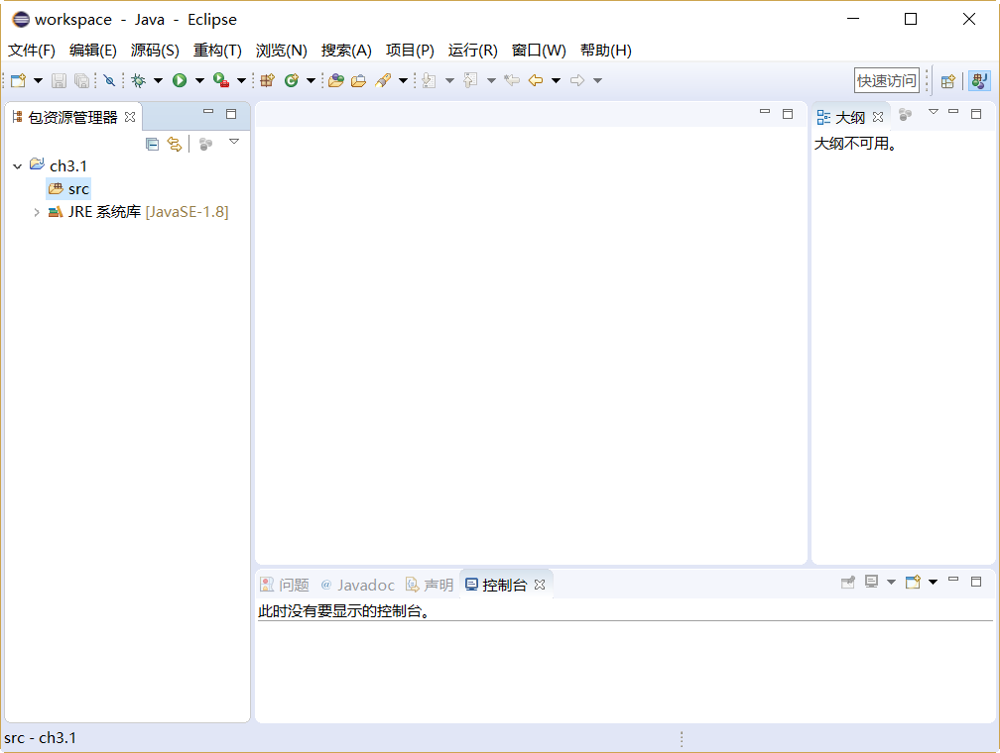 workspace - Java - Eclipse
文件(F) 编辑(E) 源码(S) 重构(T) 浏览(N) 搜索(A) 项目(P) 运行(R) 窗口(W) 帮助(H)
快速访问
包资源管理器
ch3.1
src
JRE 系统库 [JavaSE-1.8]
大纲
大纲不可用。
问题 @ Javadoc 声明 控制台
此时没有要显示的控制台。
src - ch3.1